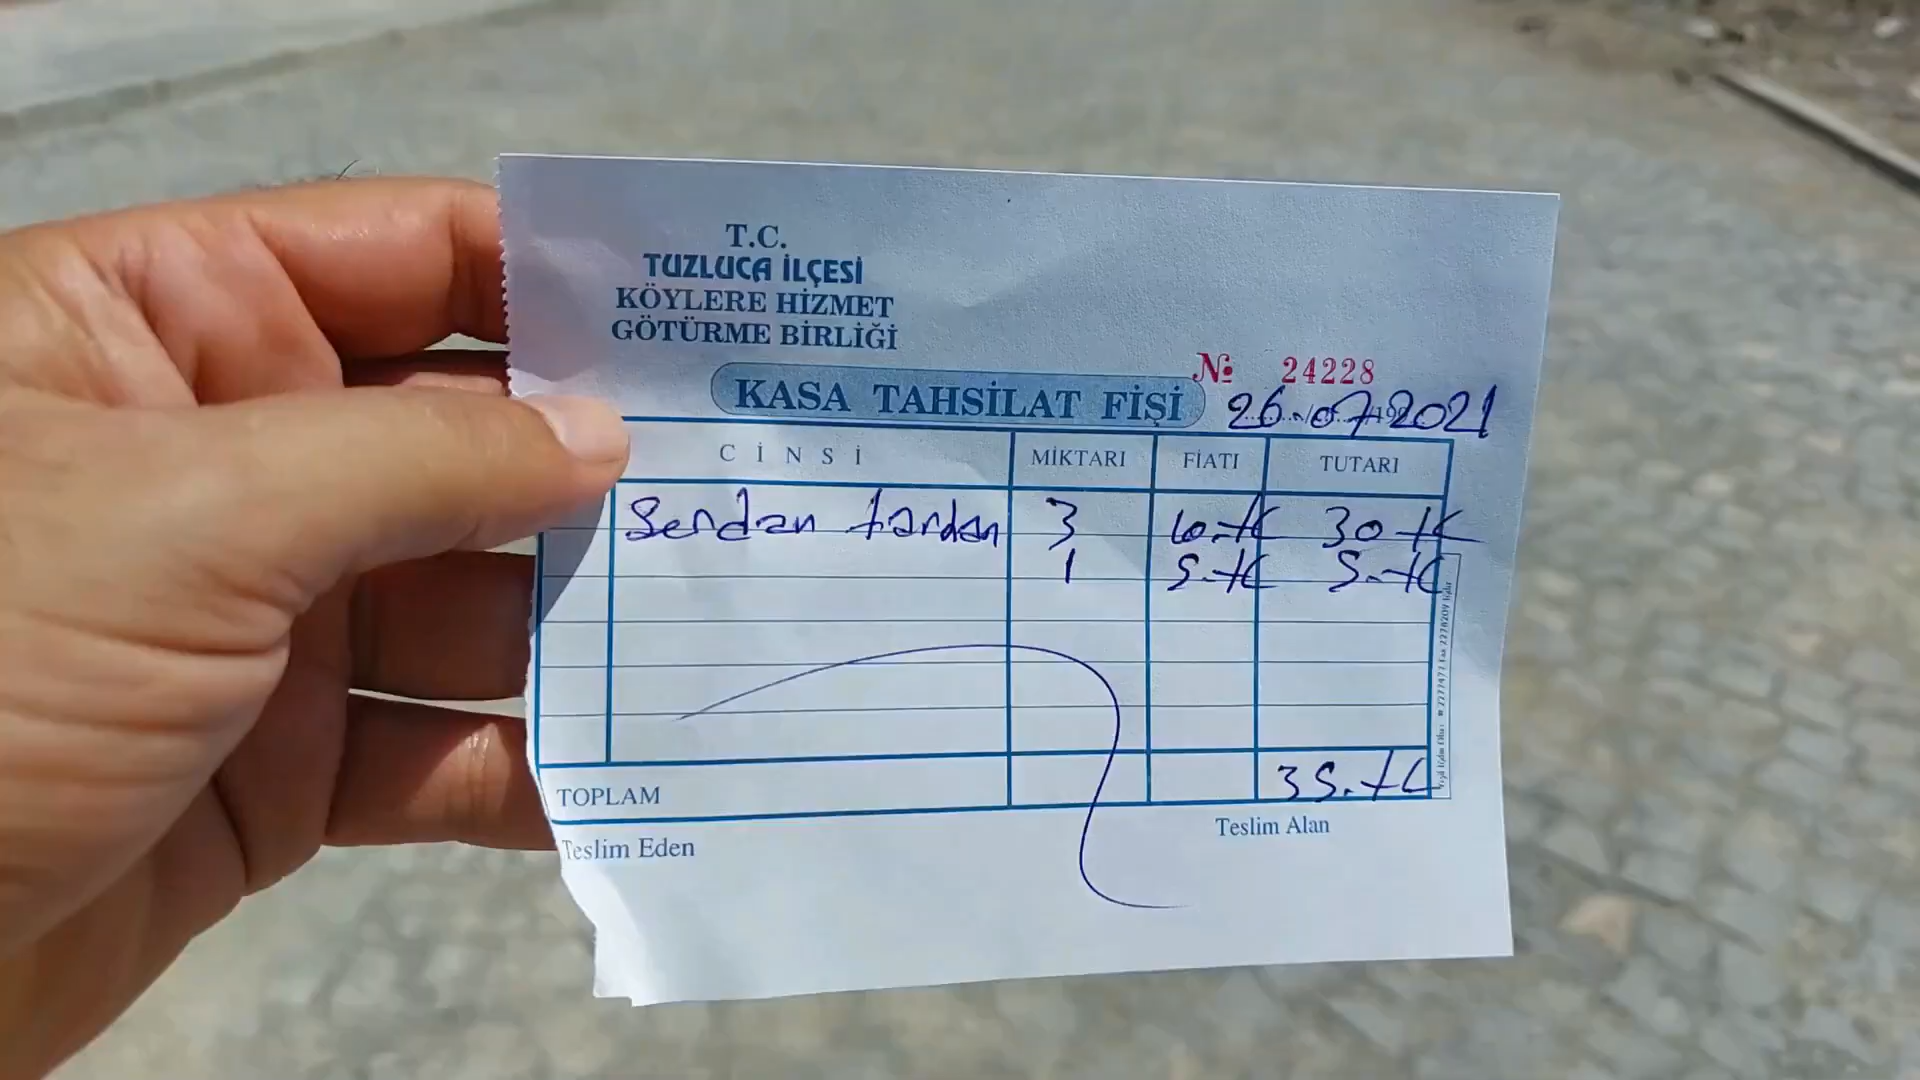 T.C.
TUZLUCA İLÇESİ
KÖYLERE HİZMET
GÖTÜRME BİRLİĞİ
KASA TAHSİLAT FİŞİ
№ 24228
26.07.2021
CİNSİ MİKTARI FİATI TUTARI
Serdan tandan 3 10.-TL 30-TL
1 5.-TL 5.-TL
TOPLAM 35.-TL
Teslim Eden Teslim Alan